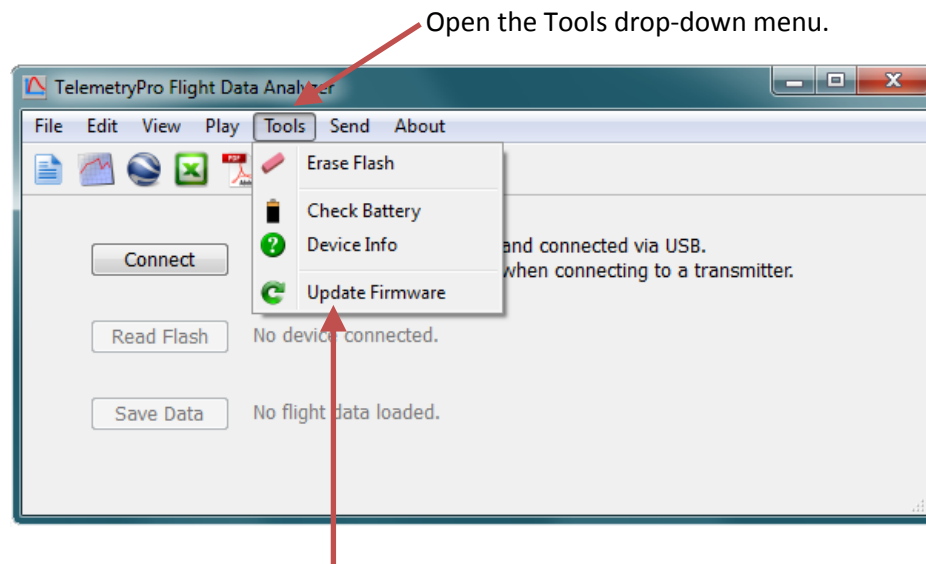 Open the Tools drop-down menu.
TelemetryPro Flight Data Analyzer
File Edit View Play Tools Send About
Erase Flash
Check Battery
Device Info
Update Firmware
Connect
and connected via USB.
when connecting to a transmitter.
Read Flash No device connected.
Save Data No flight data loaded.